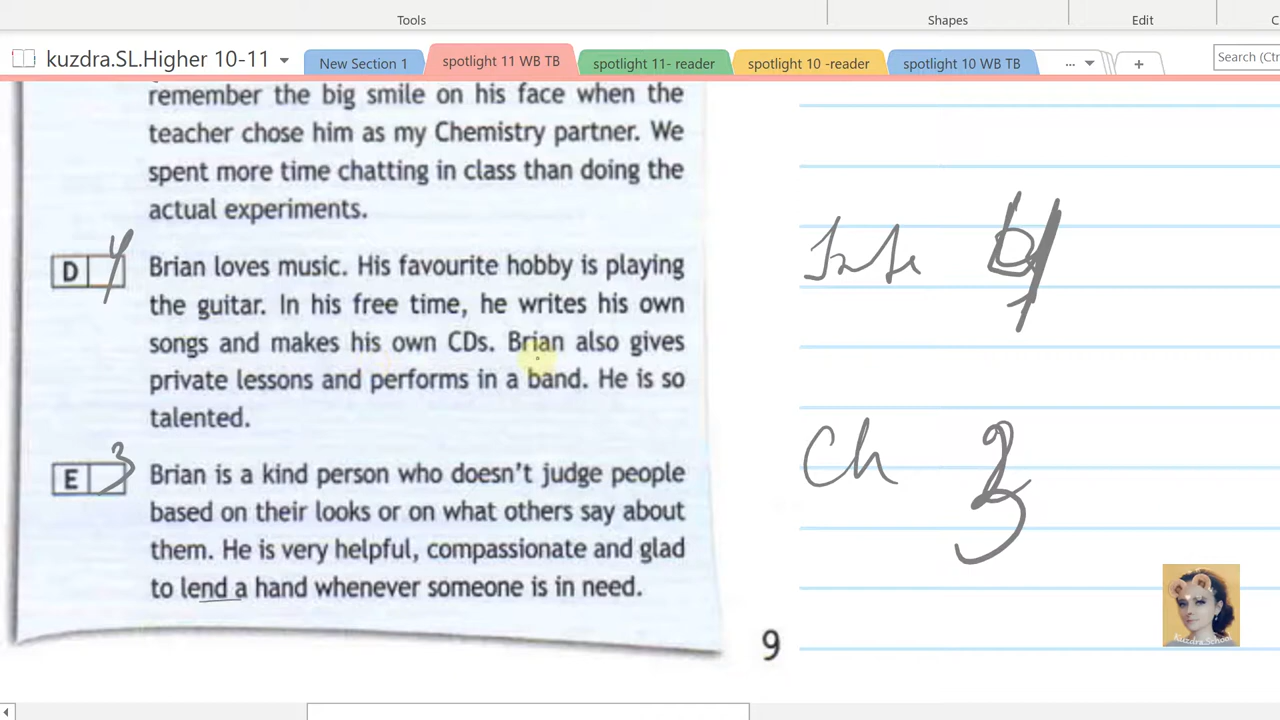 Tools
Shapes
Edit
kuzdra.SL.Higher 10-11
New Section 1
spotlight 11 WB TB
spotlight 11- reader
spotlight 10 -reader
spotlight 10 WB TB
...
+
Search (Ctr
remember the big smile on his face when the
teacher chose him as my Chemistry partner. We
spent more time chatting in class than doing the
actual experiments.
D 4
Brian loves music. His favourite hobby is playing
the guitar. In his free time, he writes his own
songs and makes his own CDs. Brian also gives
private lessons and performs in a band. He is so
talented.
E 3
Brian is a kind person who doesn't judge people
based on their looks or on what others say about
them. He is very helpful, compassionate and glad
to lend a hand whenever someone is in need.
9
Ch 3
Kuzdra.School